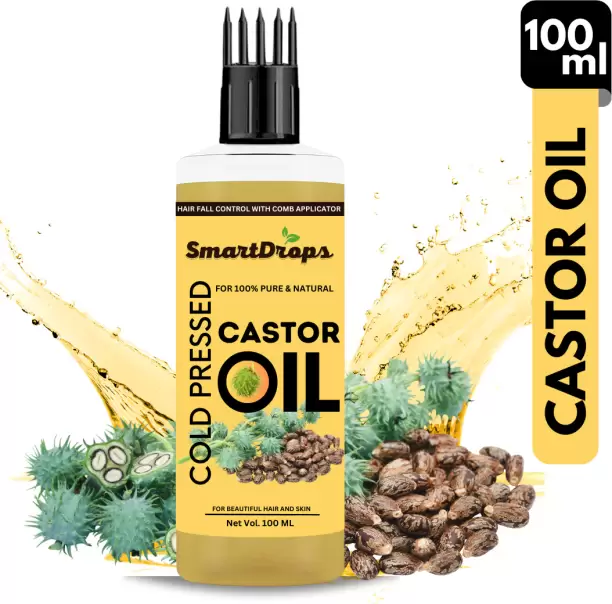 100
ml
CASTOR OIL
HAIR FALL CONTROL WITH COMB APPLICATOR
SmartDrops
FOR 100% PURE & NATURAL
COLD PRESSED
CASTOR
OIL
FOR BEAUTIFUL HAIR AND SKIN
Net Vol. 100 ML